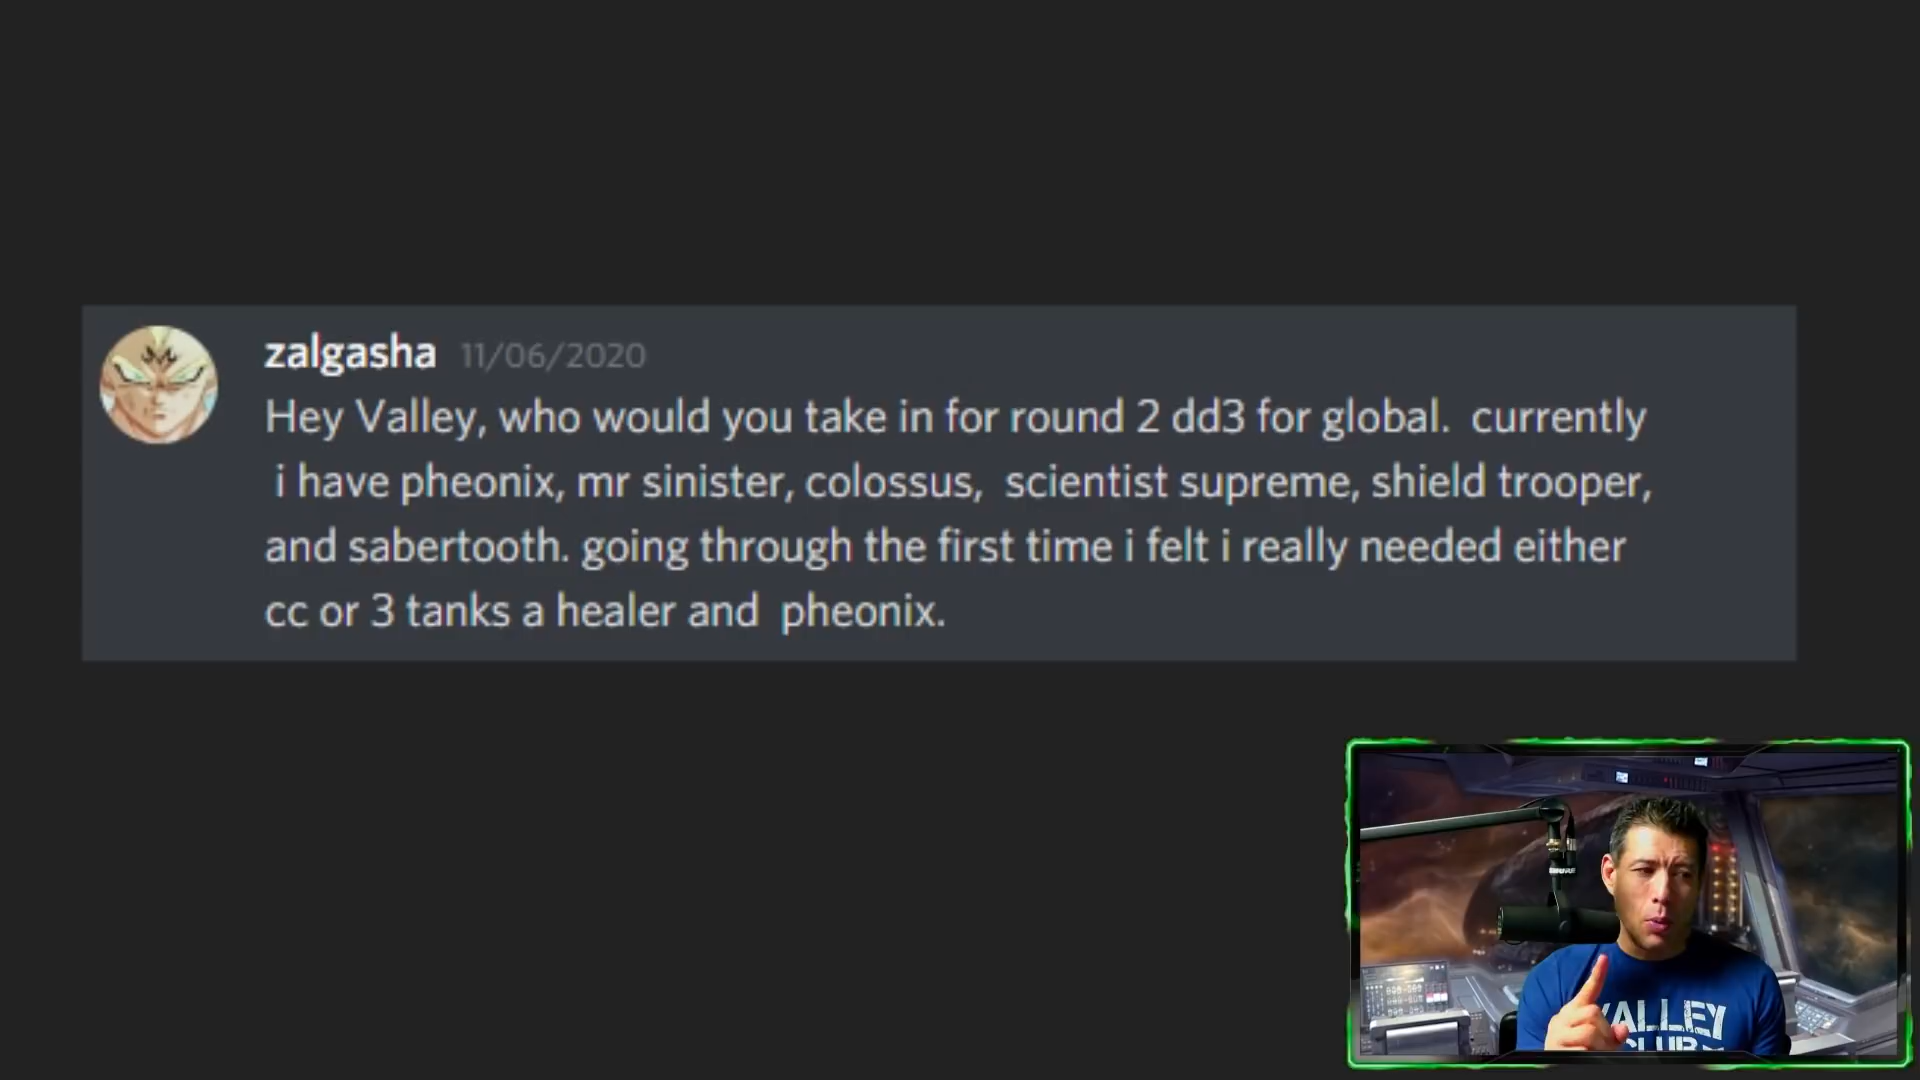 zalgasha 11/06/2020
Hey Valley, who would you take in for round 2 dd3 for global. currently
i have pheonix, mr sinister, colossus, scientist supreme, shield trooper,
and sabertooth. going through the first time i felt i really needed either
cc or 3 tanks a healer and pheonix.
VALLEY
CLUB